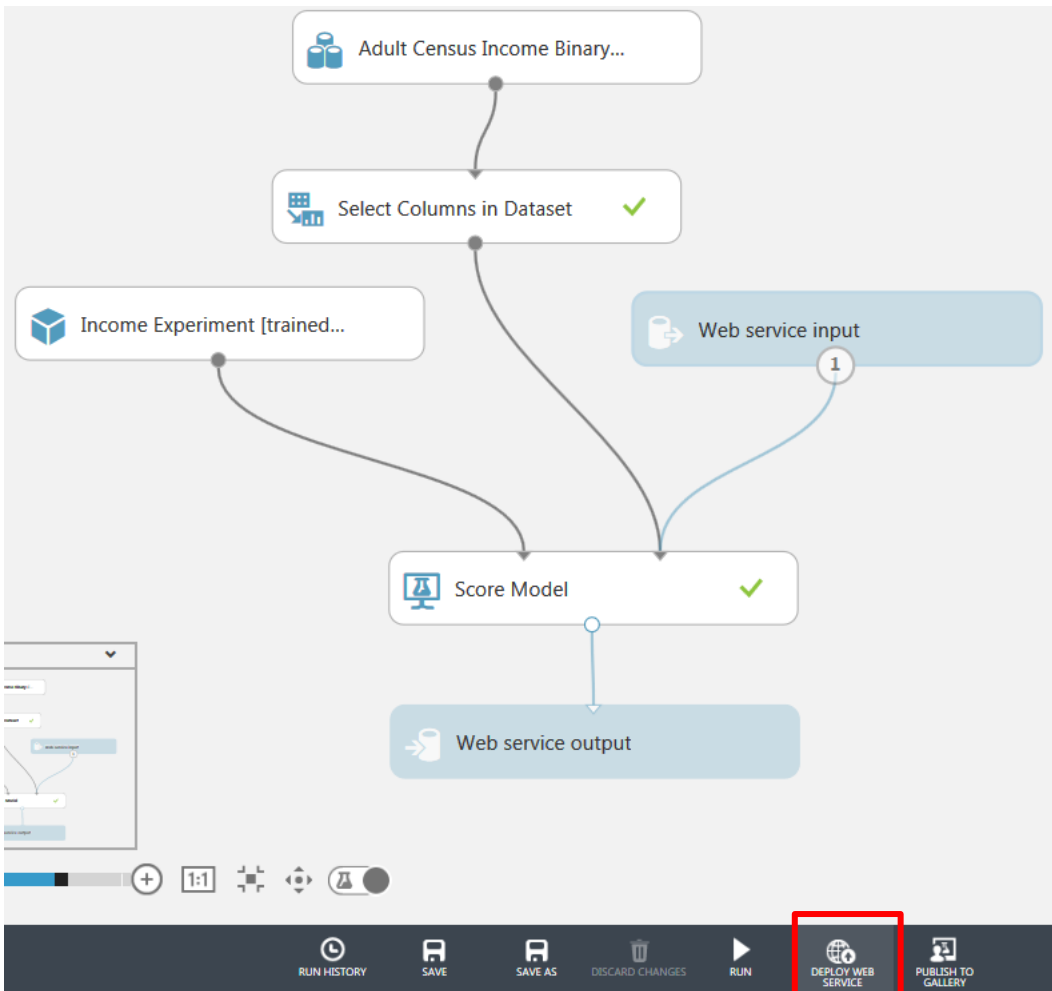 Adult Census Income Binary...
Select Columns in Dataset
Income Experiment [trained...
Web service input
1
Score Model
Web service output
1:1
RUN HISTORY
SAVE
SAVE AS
DISCARD CHANGES
RUN
DEPLOY WEB
SERVICE
PUBLISH TO
GALLERY